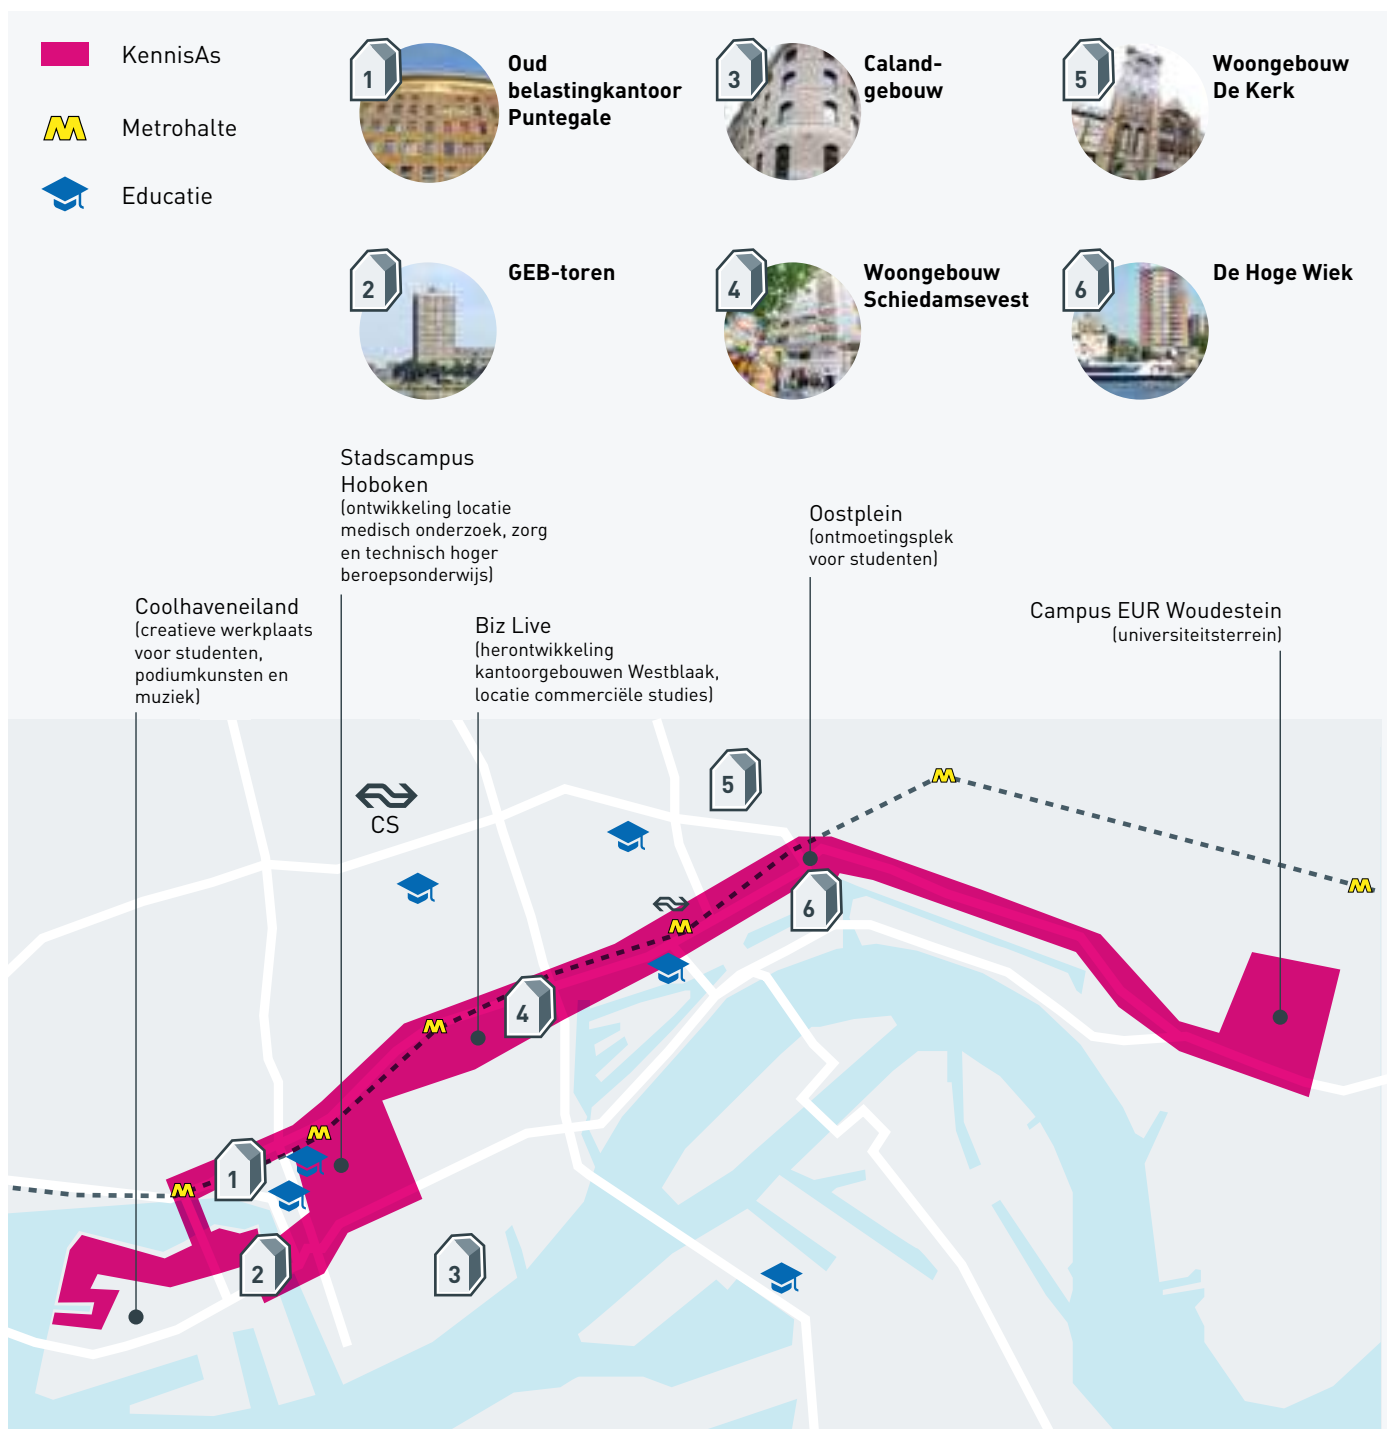 KennisAs
Metrohalte
Educatie
1
Oud
belastingkantoor
Puntegale
3
Caland-
gebouw
5
Woongebouw
De Kerk
2
GEB-toren
4
Woongebouw
Schiedamsevest
6
De Hoge Wiek
Stadscampus
Hoboken
(ontwikkeling locatie
medisch onderzoek, zorg
en technisch hoger
beroepsonderwijs)
Oostplein
(ontmoetingsplek
voor studenten)
Coolhaveneiland
(creatieve werkplaats
voor studenten,
podiumkunsten en
muziek)
Biz Live
(herontwikkeling
kantoorgebouwen Westblaak,
locatie commerciële studies)
Campus EUR Woudestein
(universiteitsterrein)
CS
5
6
4
1
2
3